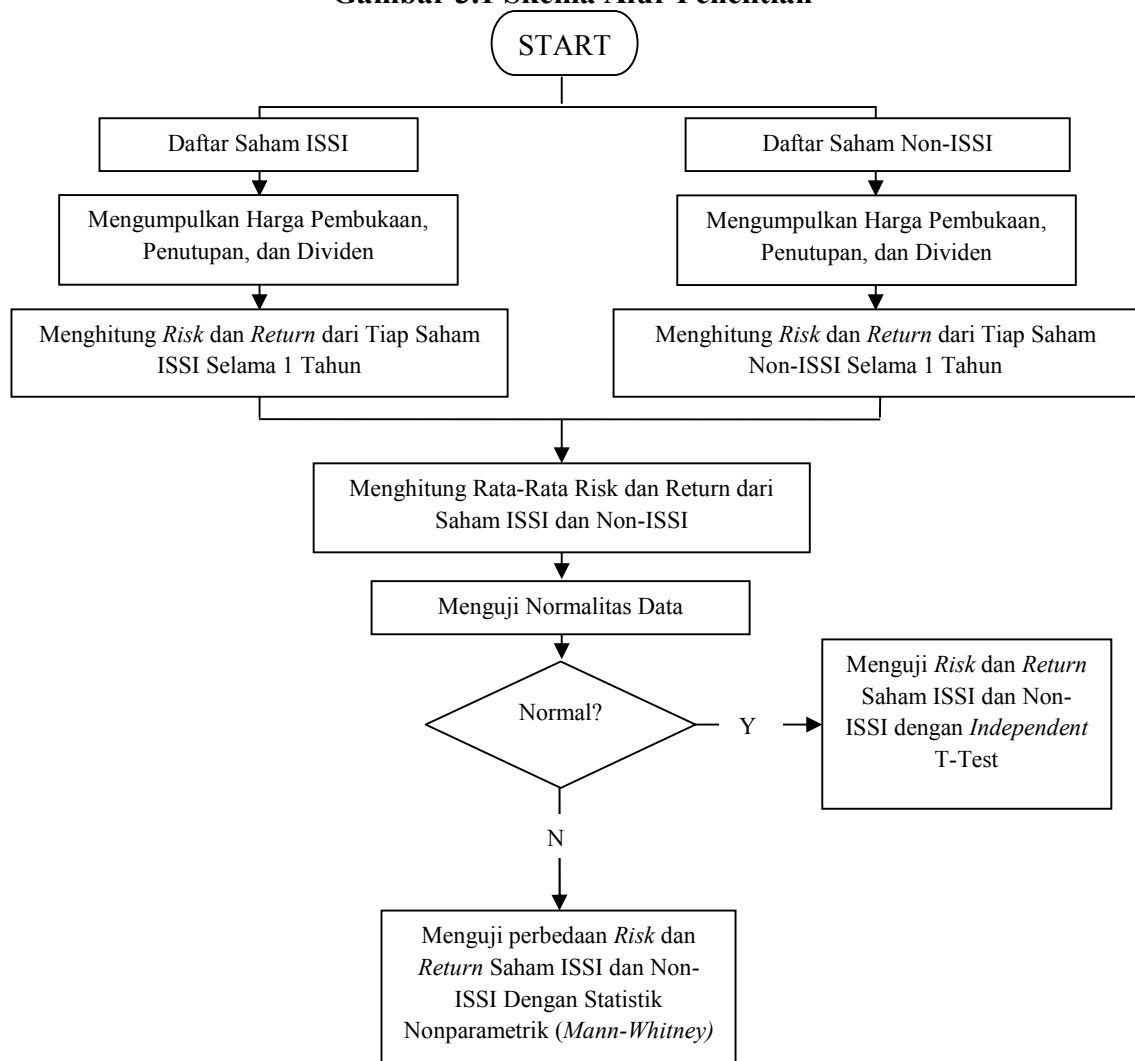 Gambar 3.1 Skema Alur Penelitian
START
Daftar Saham ISSI
Daftar Saham Non-ISSI
Mengumpulkan Harga Pembukaan,
Penutupan, dan Dividen
Mengumpulkan Harga Pembukaan,
Penutupan, dan Dividen
Menghitung Risk dan Return dari Tiap Saham
ISSI Selama 1 Tahun
Menghitung Risk dan Return dari Tiap Saham
Non-ISSI Selama 1 Tahun
Menghitung Rata-Rata Risk dan Return dari
Saham ISSI dan Non-ISSI
Menguji Normalitas Data
Normal?
Y
Menguji Risk dan Return
Saham ISSI dan Non-
ISSI dengan Independent
T-Test
N
Menguji perbedaan Risk dan
Return Saham ISSI dan Non-
ISSI Dengan Statistik
Nonparametrik (Mann-Whitney)